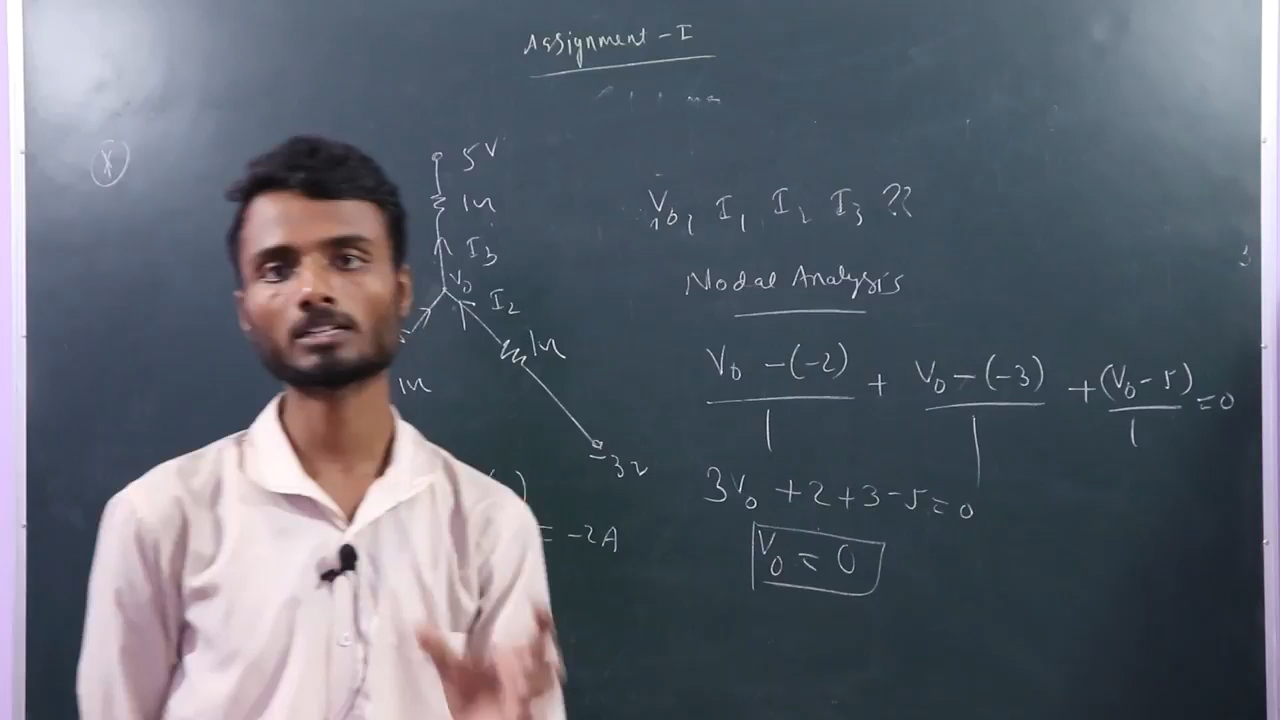 Assignment - I
*
5V
1Ω
I3
V0
I2
1Ω
1Ω
-3V
= -2A
V0, I1 I2 I3 ??
Nodal Analysis
V0 - (-2) / 1 + V0 - (-3) / 1 + (V0 - 5) / 1 = 0
3V0 + 2 + 3 - 5 = 0
V0 = 0